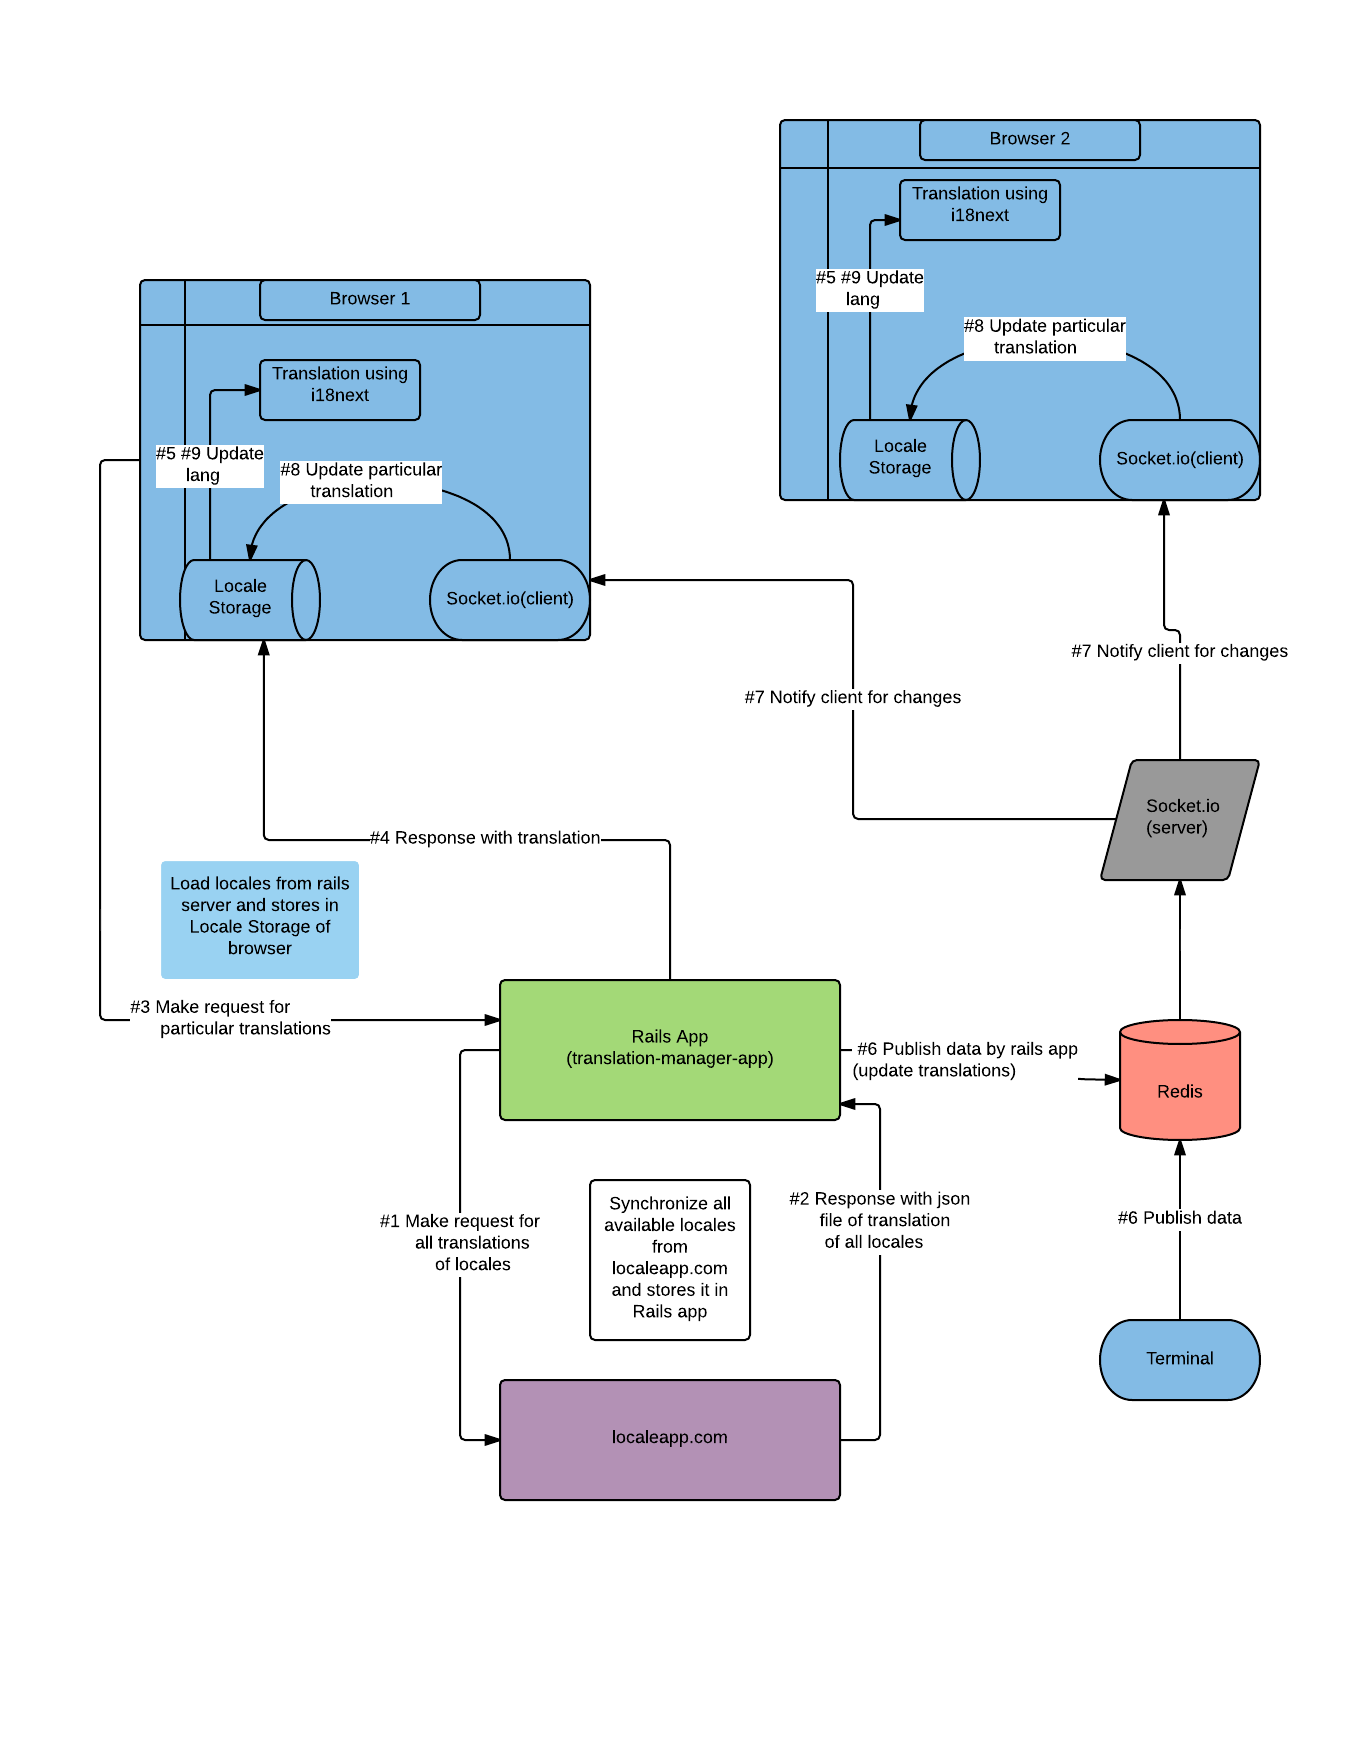 Browser 2
Translation using
i18next
#5 #9 Update
lang
#8 Update particular
translation
Locale
Storage
Socket.io(client)
Browser 1
Translation using
i18next
#5 #9 Update
lang
#8 Update particular
translation
Locale
Storage
Socket.io(client)
#7 Notify client for changes
#7 Notify client for changes
Socket.io
(server)
#4 Response with translation
Load locales from rails
server and stores in
Locale Storage of
browser
#3 Make request for
particular translations
Rails App
(translation-manager-app)
#6 Publish data by rails app
(update translations)
Redis
#1 Make request for
all translations
of locales
Synchronize all
available locales
from
localeapp.com
and stores it in
Rails app
#2 Response with json
file of translation
of all locales
#6 Publish data
Terminal
localeapp.com